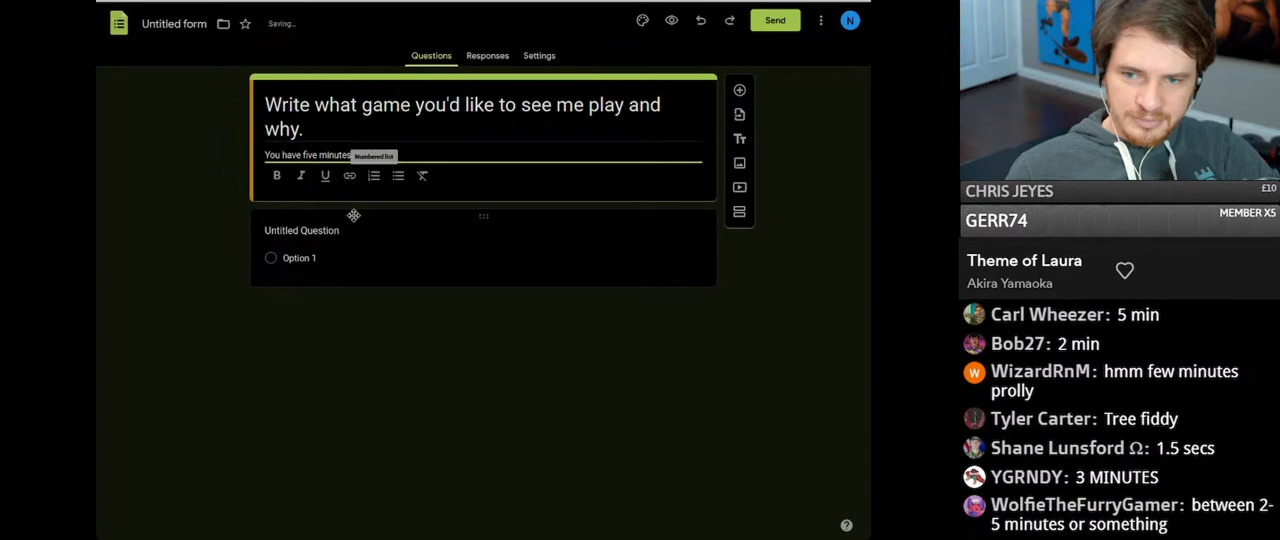 Untitled form
Saving...
Send
N
Questions
Responses
Settings
Write what game you'd like to see me play and
why.
You have five minutes
Numbered list
B
I
U
Untitled Question
Option 1
Tт
CHRIS JEYES
£10
GERR74
MEMBER X5
Theme of Laura
Akira Yamaoka
Carl Wheezer: 5 min
Bob27: 2 min
W
WizardRnM: hmm few minutes
prolly
Tyler Carter: Tree fiddy
Shane Lunsford Ω: 1.5 secs
YGRNDY: 3 MINUTES
WolfieTheFurryGamer: between 2-
5 minutes or something